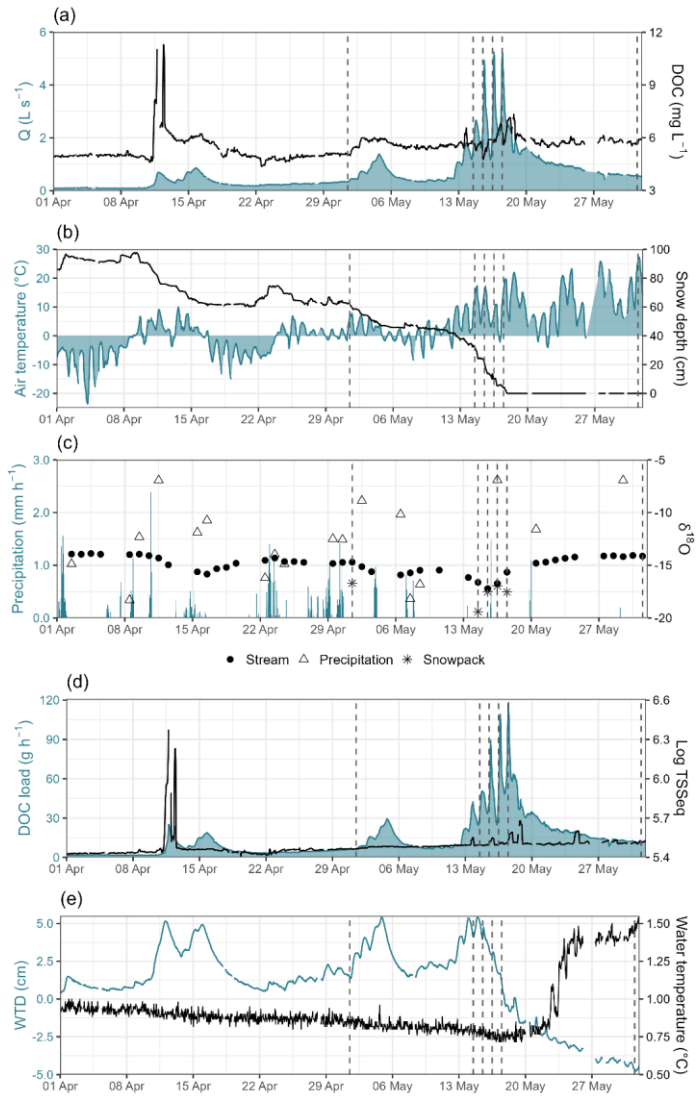 (a)
6
4
2
0
Q (L s⁻¹)
11
9
7
5
3
DOC (mg L⁻¹)
01 Apr 08 Apr 15 Apr 22 Apr 29 Apr 06 May 13 May 20 May 27 May
(b)
30
20
10
0
-10
-20
Air temperature (°C)
100
80
60
40
20
0
Snow depth (cm)
01 Apr 08 Apr 15 Apr 22 Apr 29 Apr 06 May 13 May 20 May 27 May
(c)
3.0
2.0
1.0
0.0
Precipitation (mm h⁻¹)
-5
-10
-15
-20
δ¹⁸O
01 Apr 08 Apr 15 Apr 22 Apr 29 Apr 06 May 13 May 20 May 27 May
● Stream △ Precipitation ✳ Snowpack
(d)
120
90
60
30
0
DOC load (g h⁻¹)
6.6
6.3
6.0
5.7
5.4
Log TSSeq
01 Apr 08 Apr 15 Apr 22 Apr 29 Apr 06 May 13 May 20 May 27 May
(e)
5.0
2.5
0.0
-2.5
-5.0
WTD (cm)
1.50
1.25
1.00
0.75
0.50
Water temperature (°C)
01 Apr 08 Apr 15 Apr 22 Apr 29 Apr 06 May 13 May 20 May 27 May